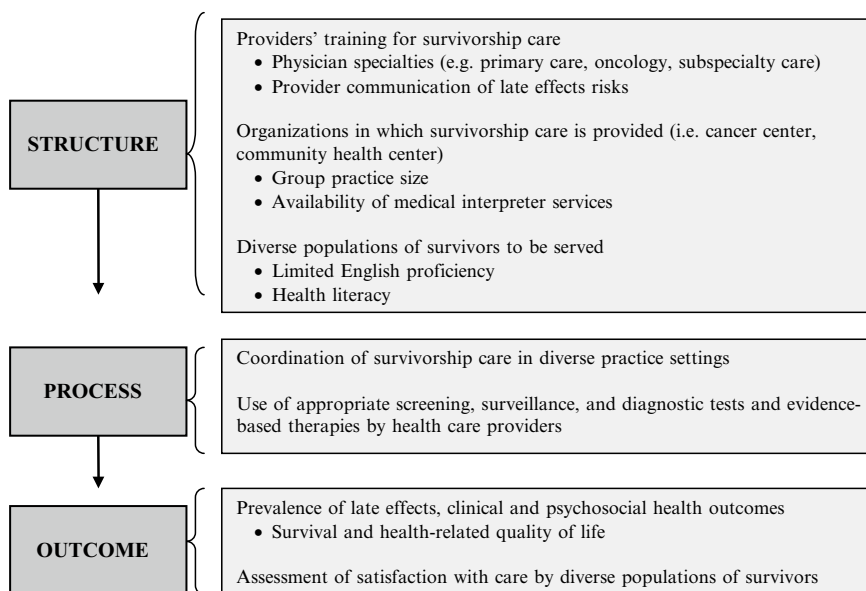 STRUCTURE
Providers’ training for survivorship care
• Physician specialties (e.g. primary care, oncology, subspecialty care)
• Provider communication of late effects risks
Organizations in which survivorship care is provided (i.e. cancer center,
community health center)
• Group practice size
• Availability of medical interpreter services
Diverse populations of survivors to be served
• Limited English proficiency
• Health literacy
PROCESS
Coordination of survivorship care in diverse practice settings
Use of appropriate screening, surveillance, and diagnostic tests and evidence-
based therapies by health care providers
OUTCOME
Prevalence of late effects, clinical and psychosocial health outcomes
• Survival and health-related quality of life
Assessment of satisfaction with care by diverse populations of survivors